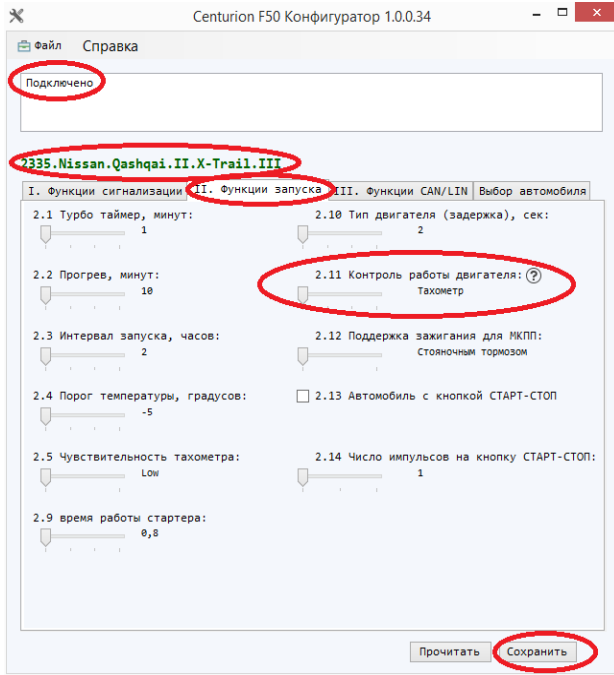 Centurion F50 Конфигуратор 1.0.0.34
Файл Справка
Подключено
2335.Nissan.Qashqai.II.X-Trail.III
I. Функции сигнализации II. Функции запуска III. Функции CAN/LIN Выбор автомобиля
2.1 Турбо таймер, минут:
1
2.2 Прогрев, минут:
10
2.3 Интервал запуска, часов:
2
2.4 Порог температуры, градусов:
-5
2.5 Чувствительность тахометра:
Low
2.9 время работы стартера:
0,8
2.10 Тип двигателя (задержка), сек:
2
2.11 Контроль работы двигателя: ?
Тахометр
2.12 Поддержка зажигания для МКПП:
Стояночным тормозом
2.13 Автомобиль с кнопкой СТАРТ-СТОП
2.14 Число импульсов на кнопку СТАРТ-СТОП:
1
Прочитать Сохранить